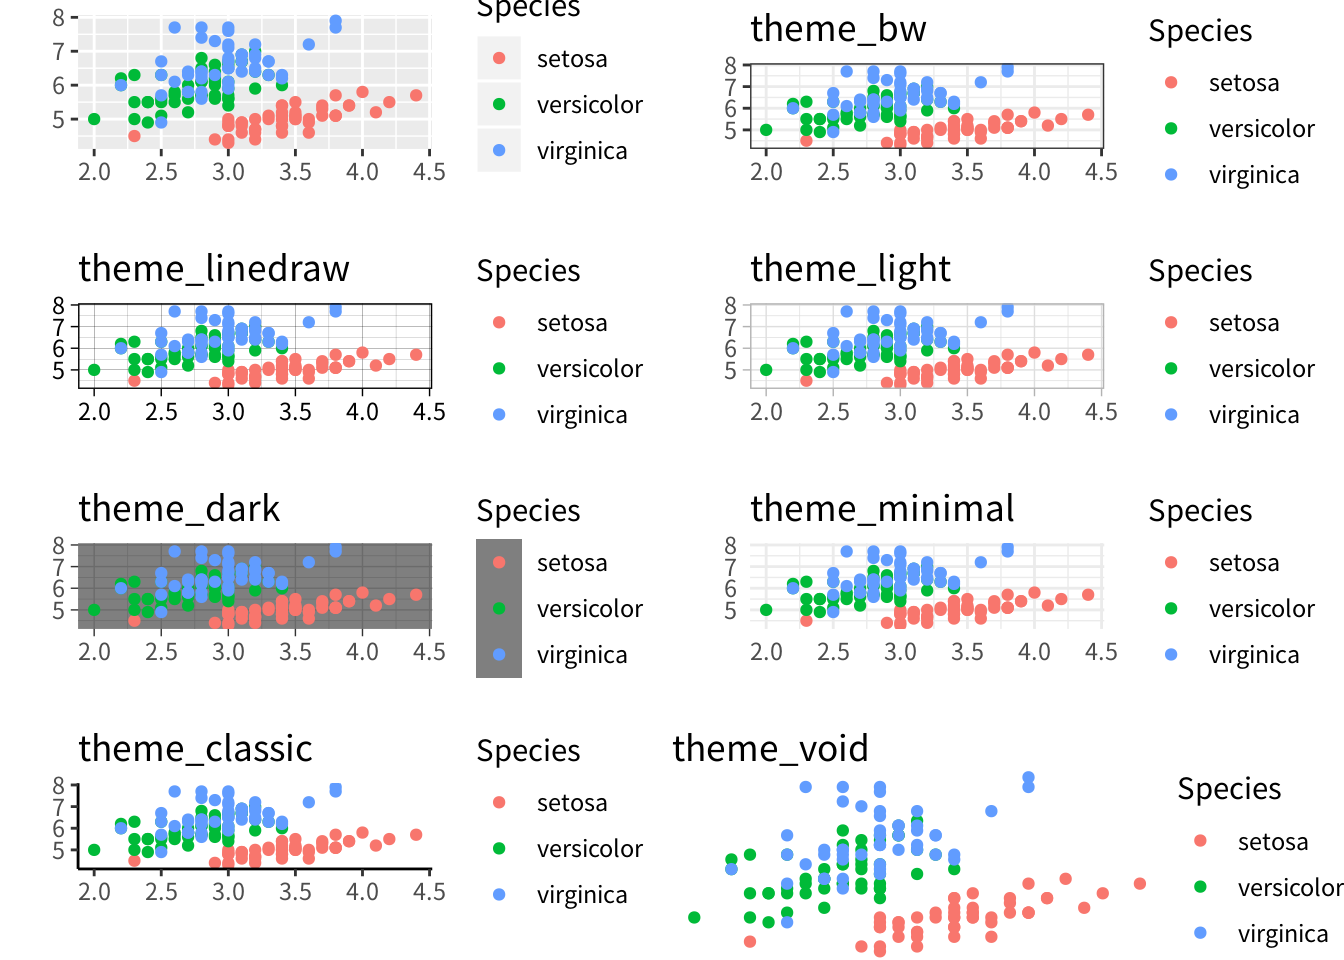 Species
8
7
6
5
2.0 2.5 3.0 3.5 4.0 4.5
setosa
versicolor
virginica
theme_bw
8
7
6
5
2.0 2.5 3.0 3.5 4.0 4.5
Species
setosa
versicolor
virginica
theme_linedraw
8
7
6
5
2.0 2.5 3.0 3.5 4.0 4.5
Species
setosa
versicolor
virginica
theme_light
8
7
6
5
2.0 2.5 3.0 3.5 4.0 4.5
Species
setosa
versicolor
virginica
theme_dark
8
7
6
5
2.0 2.5 3.0 3.5 4.0 4.5
Species
setosa
versicolor
virginica
theme_minimal
8
7
6
5
2.0 2.5 3.0 3.5 4.0 4.5
Species
setosa
versicolor
virginica
theme_classic
8
7
6
5
2.0 2.5 3.0 3.5 4.0 4.5
Species
setosa
versicolor
virginica
theme_void
Species
setosa
versicolor
virginica